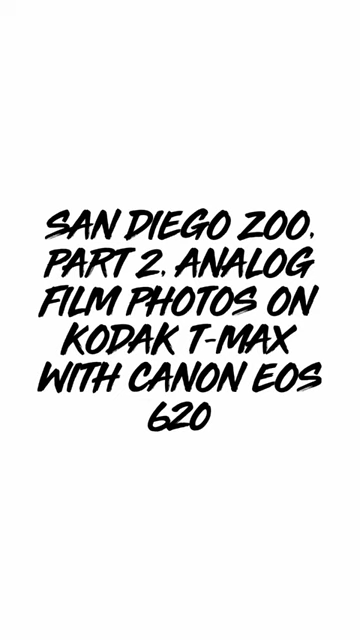 SAN DIEGO ZOO.
PART 2. ANALOG
FILM PHOTOS ON
KODAK T-MAX
WITH CANON EOS
620